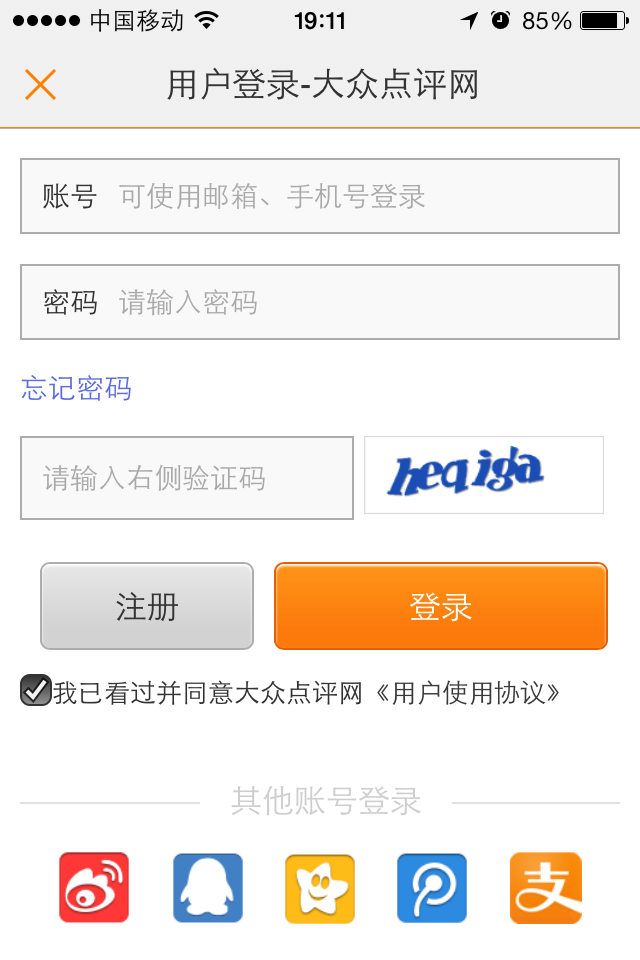 中国移动 19:11 85%
用户登录-大众点评网
账号 可使用邮箱、手机号登录
密码 请输入密码
忘记密码
请输入右侧验证码 heqiga
注册 登录
我已看过并同意大众点评网《用户使用协议》
其他账号登录
支